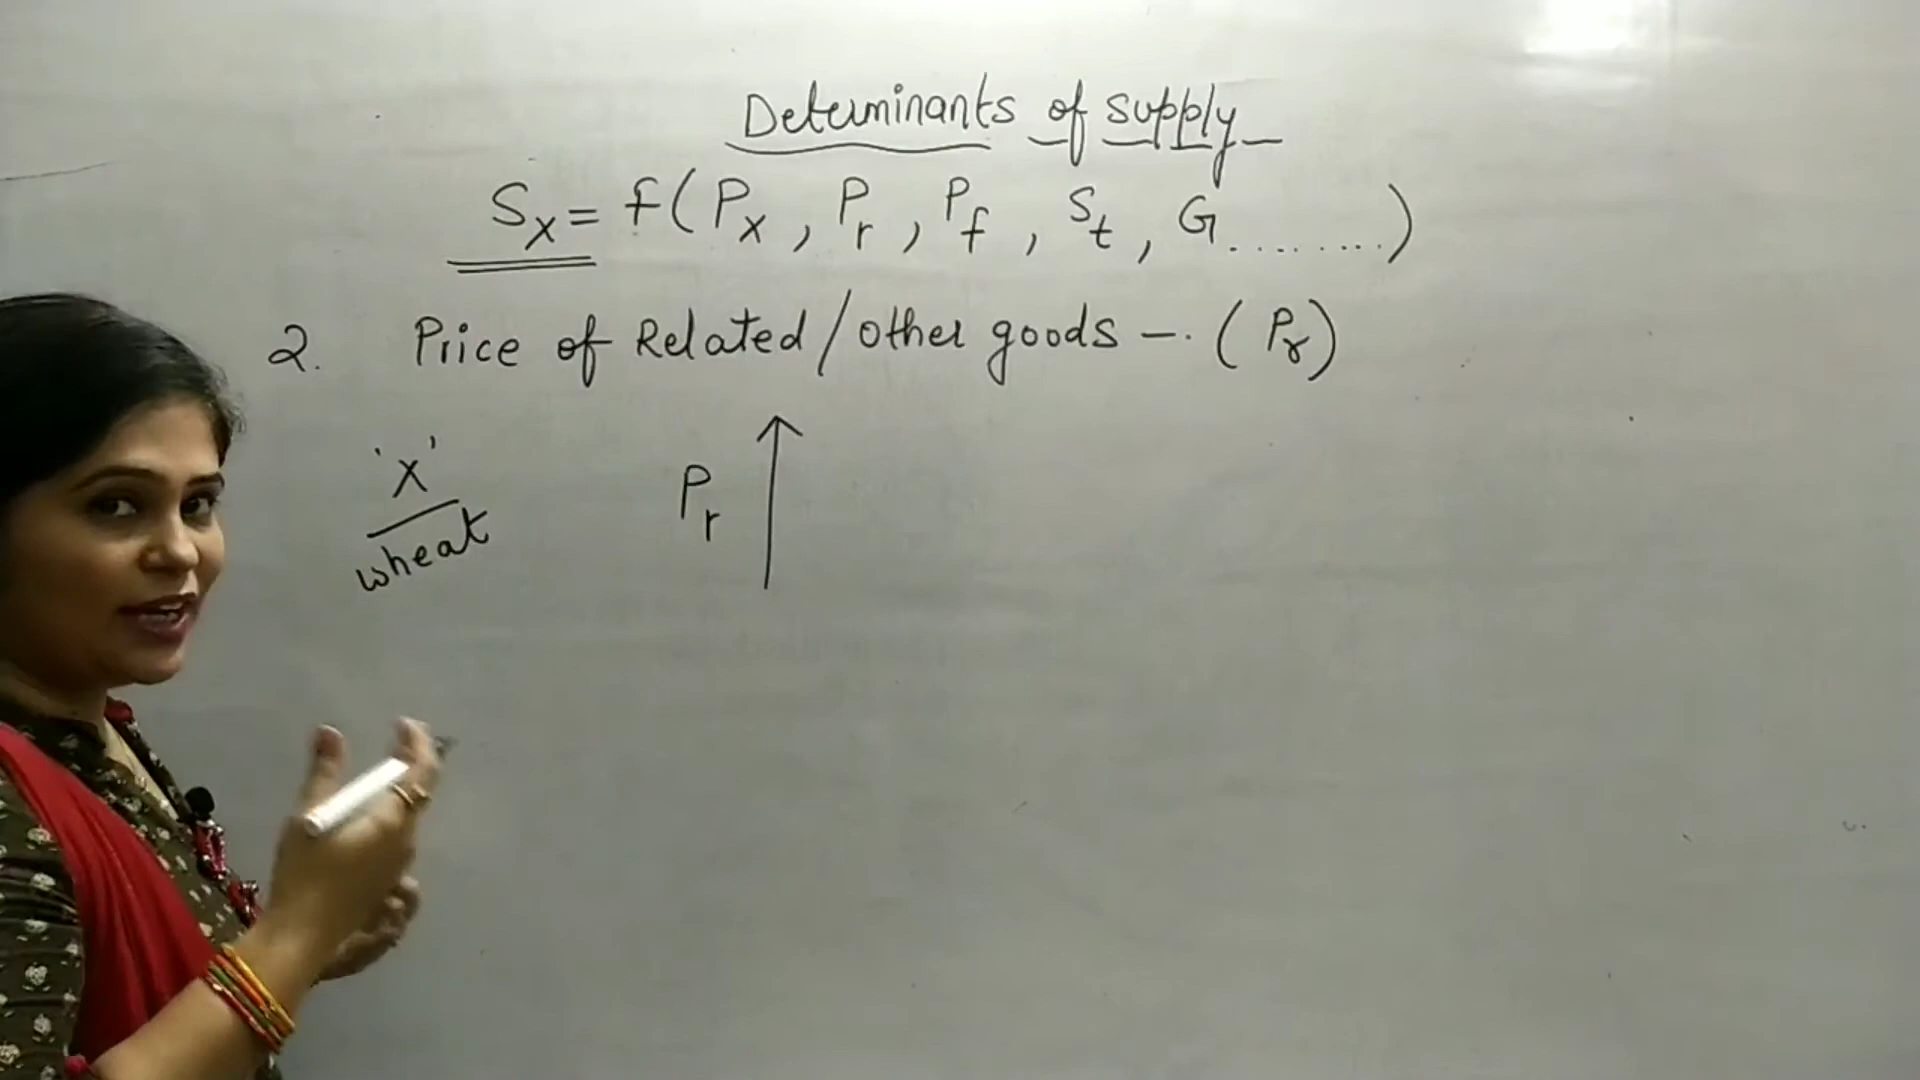 Determinants of supply
Sx = f(Px, Pr, Pf, St, G.........)
2. Price of Related/other goods -. (Pr)
'X'
wheat
Pr ↑